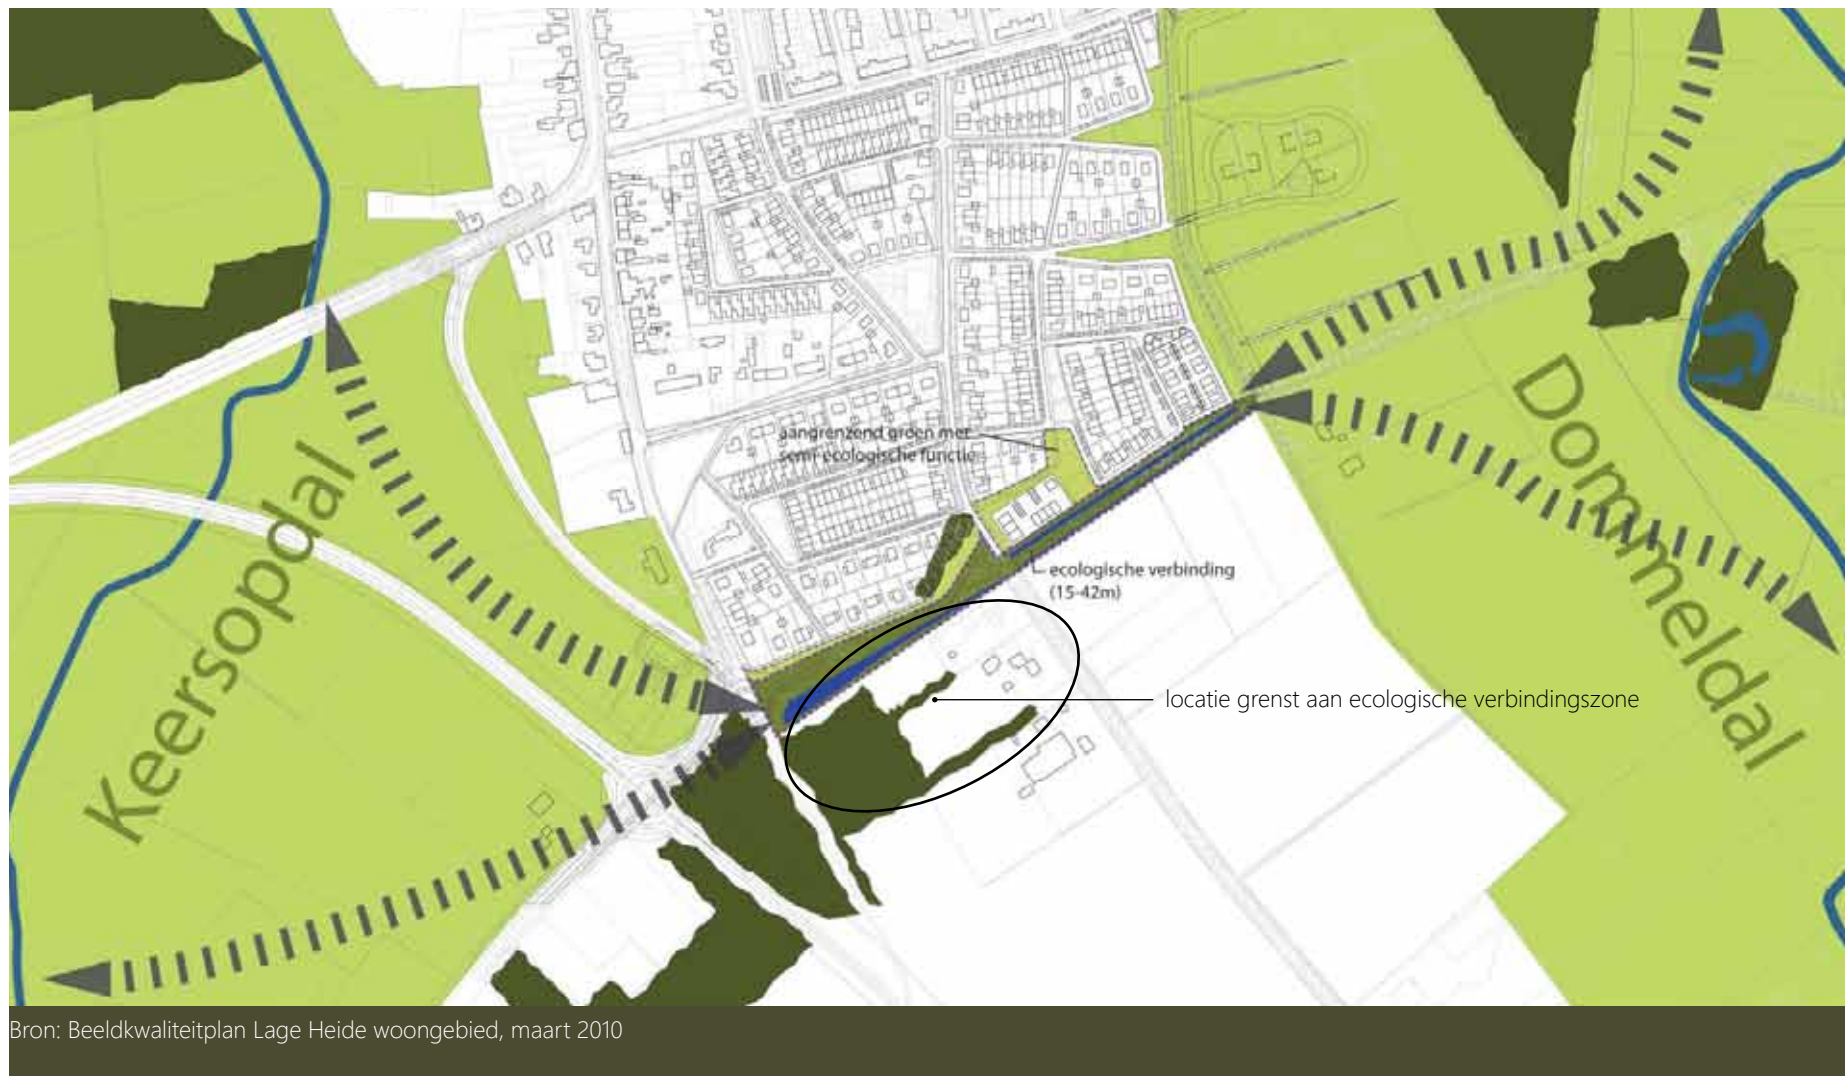 aangrenzend groen met
semi-ecologische functie
Keersopdal
Dommeldal
ecologische verbinding
(15-42m)
locatie grenst aan ecologische verbindingszone
Bron: Beeldkwaliteitplan Lage Heide woongebied, maart 2010